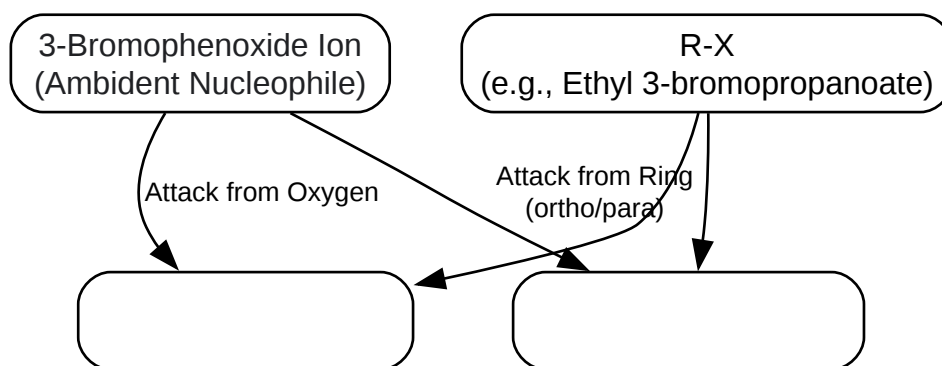 3-Bromophenoxide Ion
(Ambident Nucleophile)
R-X
(e.g., Ethyl 3-bromopropanoate)
Attack from Oxygen
Attack from Ring
(ortho/para)